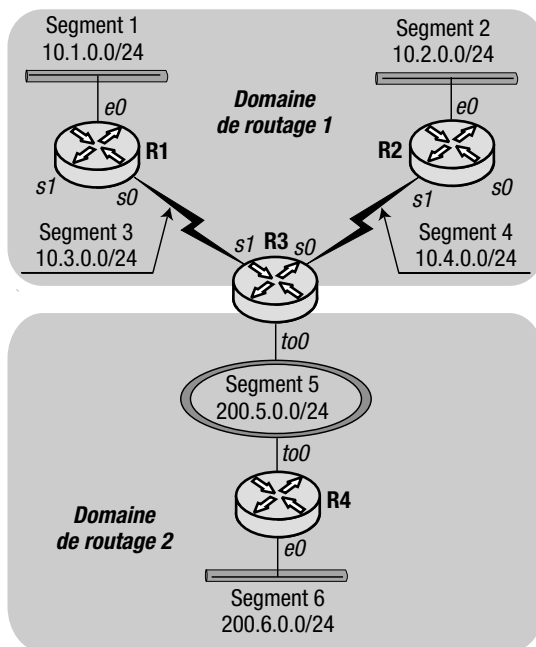 Segment 1
10.1.0.0/24
Segment 2
10.2.0.0/24
e0
Domaine
de routage 1
e0
R1
R2
s1
s0
s1
s0
Segment 3
10.3.0.0/24
s1
R3
s0
Segment 4
10.4.0.0/24
to0
Segment 5
200.5.0.0/24
to0
R4
Domaine
de routage 2
e0
Segment 6
200.6.0.0/24